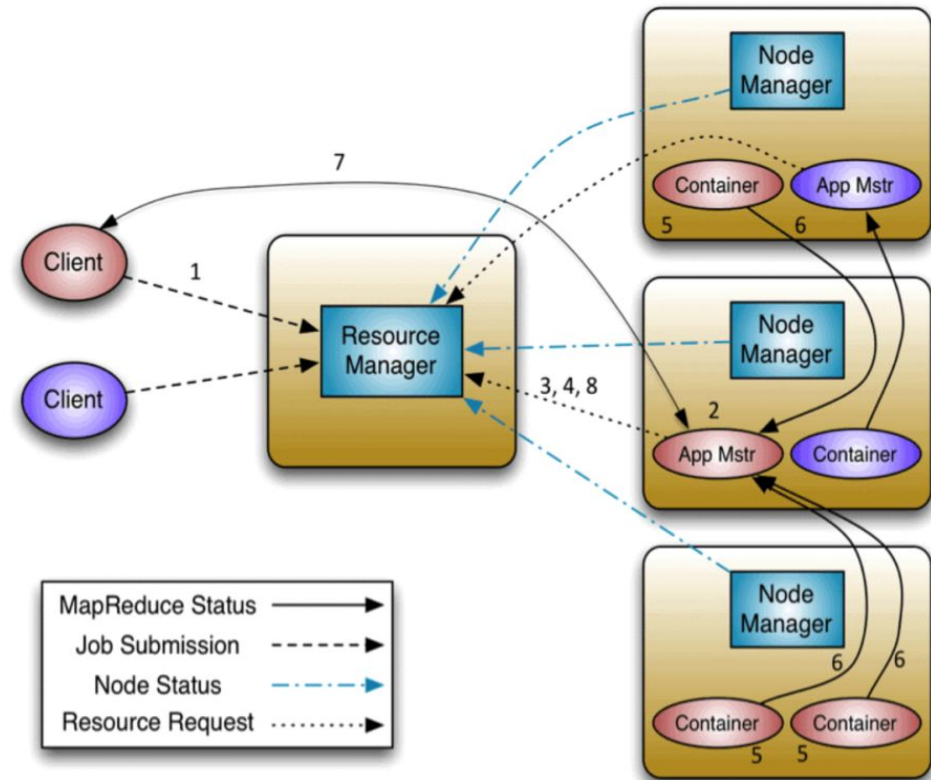 Node
Manager
Container
App Mstr
5
6
7
Client
1
Resource
Manager
Client
Node
Manager
3, 4, 8
2
App Mstr
Container
Node
Manager
6
6
Container
Container
5
5
MapReduce Status
Job Submission
Node Status
Resource Request